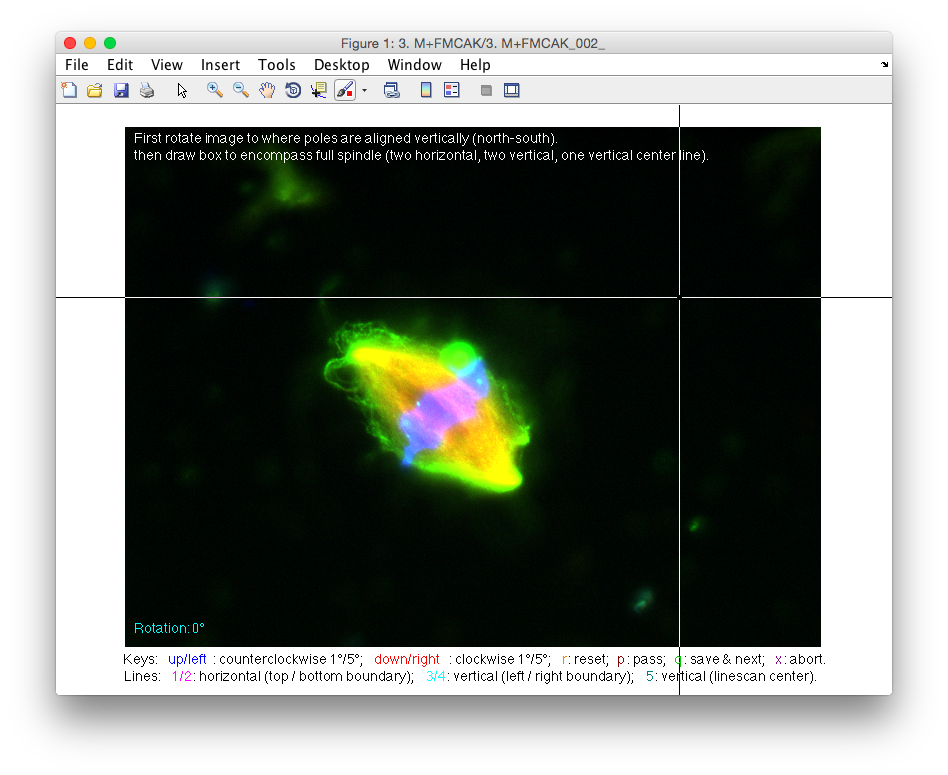 Figure 1: 3. M+FMCAK/3. M+FMCAK_002_
File Edit View Insert Tools Desktop Window Help
First rotate image to where poles are aligned vertically (north-south).
then draw box to encompass full spindle (two horizontal, two vertical, one vertical center line).
Rotation:0°
Keys: up/left : counterclockwise 1°/5°; down/right : clockwise 1°/5°; r: reset; p: pass; q: save & next; x: abort.
Lines: 1/2: horizontal (top / bottom boundary); 3/4: vertical (left / right boundary); 5: vertical (linescan center).